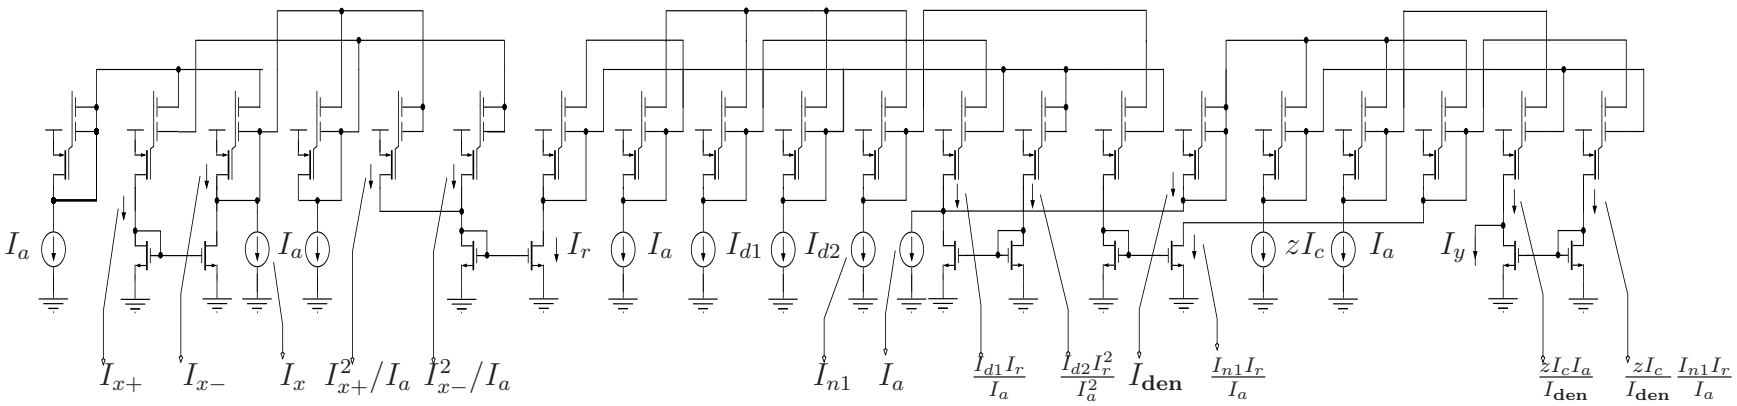 I_a I_a I_r I_a I_{d1} I_{d2} zI_c I_a I_y
I_{x+} I_{x-} I_x I_{x+}^2/I_a I_{x-}^2/I_a I_{n1} I_a \frac{I_{d1}I_r}{I_a} \frac{I_{d2}I_r^2}{I_a^2} I_{den} \frac{I_{n1}I_r}{I_a} \frac{zI_cI_a}{I_{den}} \frac{zI_c}{I_{den}} \frac{I_{n1}I_r}{I_a}